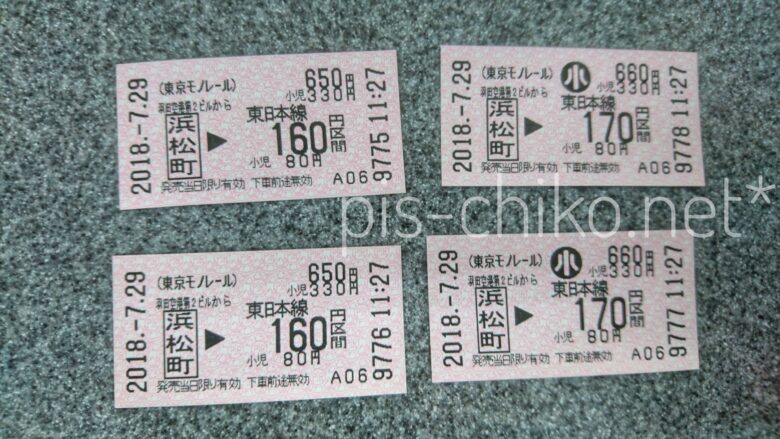 2018.-7.29
(東京モノレール)
650円
小児330円
羽田空港第2ビルから
東日本線
浜松町 ▶ 160円区間
小児 80円
発売当日限り有効 下車前途無効 A06
9775 11:27
2018.-7.29
(東京モノレール)
小 660円
小児330円
羽田空港第2ビルから
東日本線
浜松町 ▶ 170円区間
小児 80円
発売当日限り有効 下車前途無効 A06
9778 11:27
pis-chiko.net*
2018.-7.29
(東京モノレール)
650円
小児330円
羽田空港第2ビルから
東日本線
浜松町 ▶ 160円区間
小児 80円
発売当日限り有効 下車前途無効 A06
9776 11:27
2018.-7.29
(東京モノレール)
小 660円
小児330円
羽田空港第2ビルから
東日本線
浜松町 ▶ 170円区間
小児 80円
発売当日限り有効 下車前途無効 A06
9777 11:27